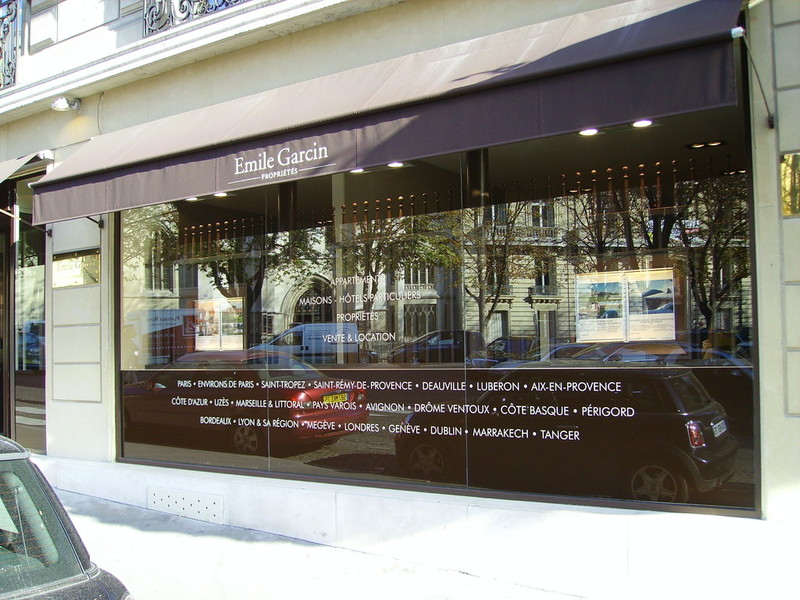 Emile Garcin
PROPRIÉTÉS
APPARTEMENT
MAISONS - HÔTELS PARTICULIERS
PROPRIÉTÉS
VENTE & LOCATION
PARIS • ENVIRONS DE PARIS • SAINT-TROPEZ • SAINT-RÉMY-DE-PROVENCE • DEAUVILLE • LUBERON • AIX-EN-PROVENCE
CÔTE D'AZUR • UZÈS • MARSEILLE & LITTORAL • PAYS VAROIS • AVIGNON • DRÔME VENTOUX • CÔTE BASQUE • PÉRIGORD
BORDEAUX • LYON & SA RÉGION • MEGÈVE • LONDRES • GENÈVE • DUBLIN • MARRAKECH • TANGER